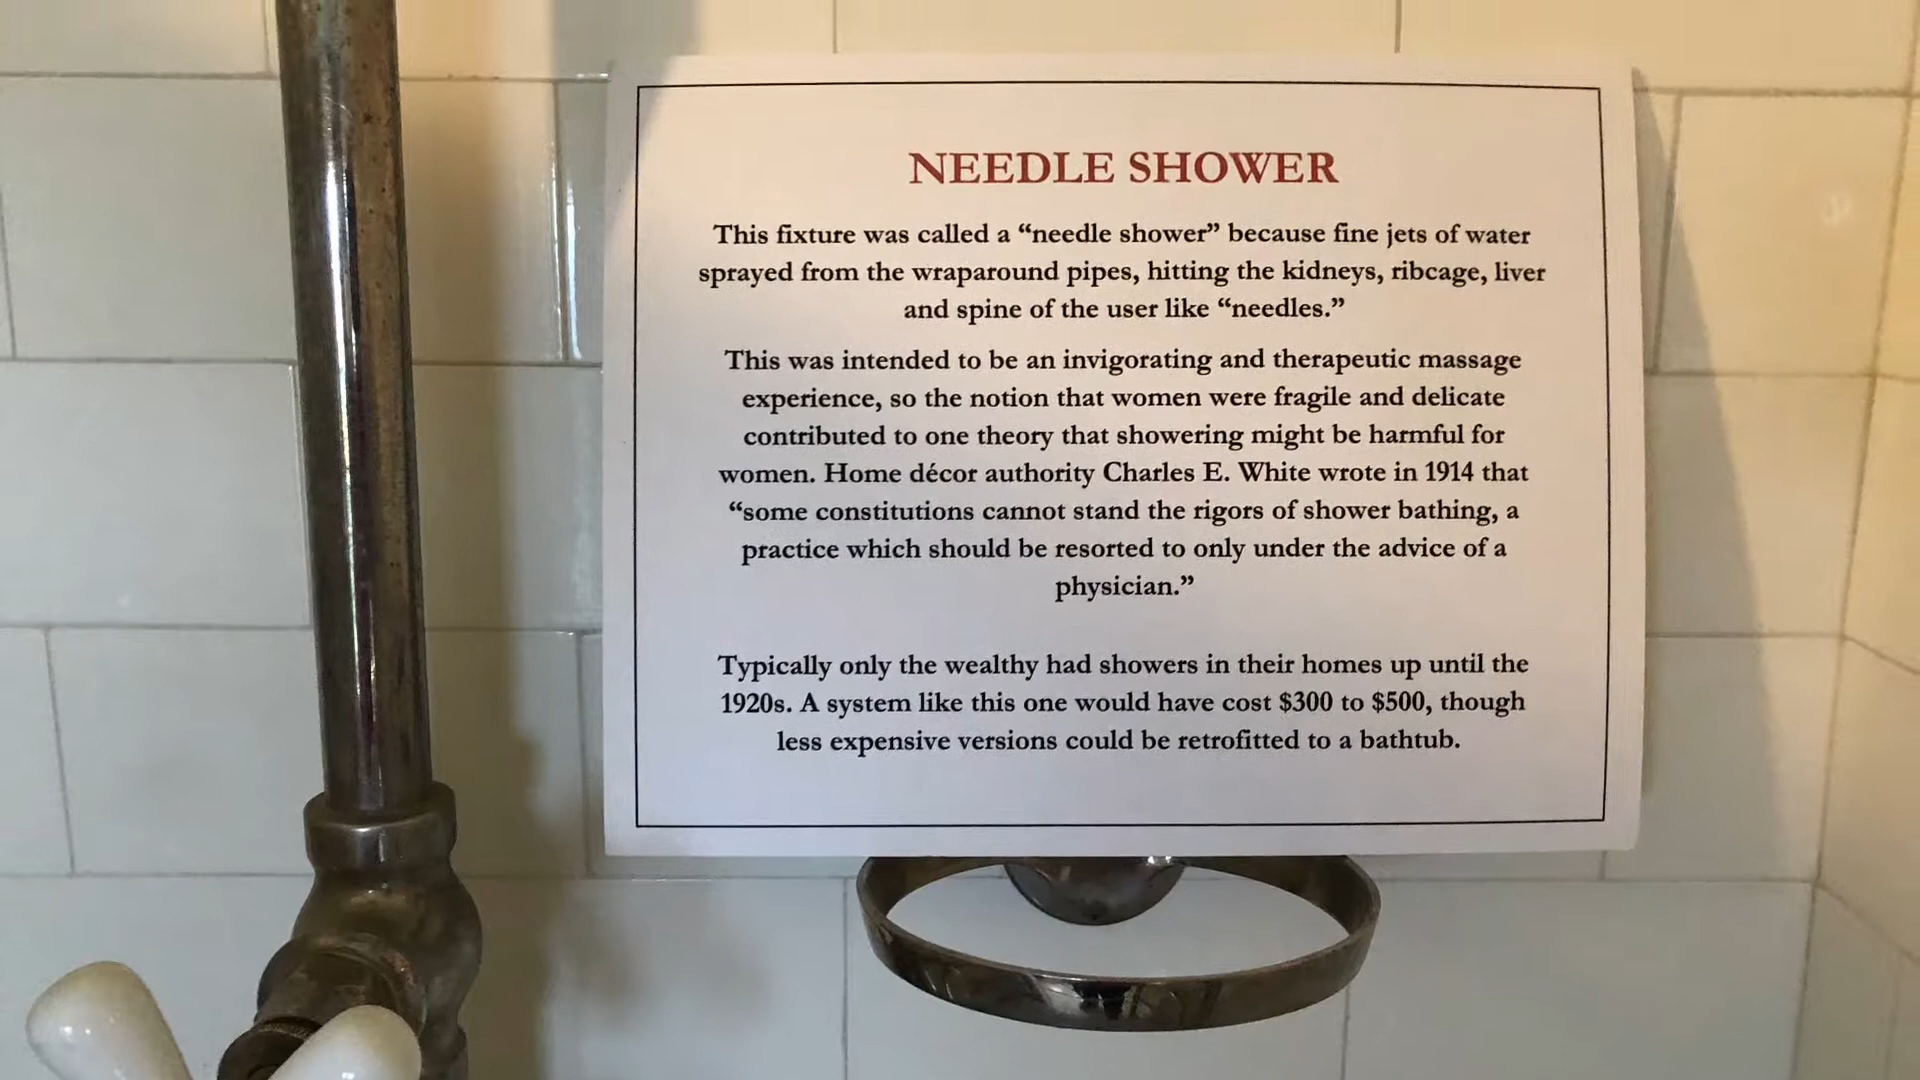 NEEDLE SHOWER
This fixture was called a “needle shower” because fine jets of water
sprayed from the wraparound pipes, hitting the kidneys, ribcage, liver
and spine of the user like “needles.”
This was intended to be an invigorating and therapeutic massage
experience, so the notion that women were fragile and delicate
contributed to one theory that showering might be harmful for
women. Home décor authority Charles E. White wrote in 1914 that
“some constitutions cannot stand the rigors of shower bathing, a
practice which should be resorted to only under the advice of a
physician.”
Typically only the wealthy had showers in their homes up until the
1920s. A system like this one would have cost $300 to $500, though
less expensive versions could be retrofitted to a bathtub.